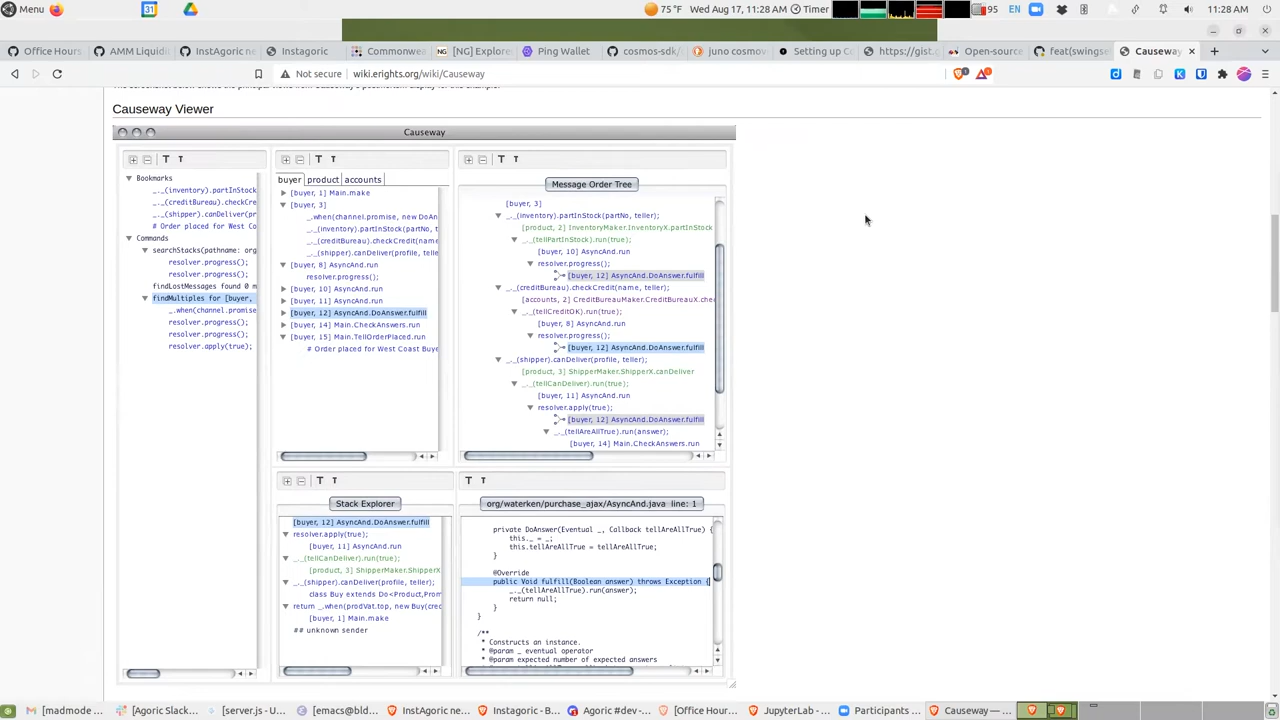 Menu
75 °F Wed Aug 17, 11:28 AM Timer 95 EN 11:28 AM
Office Hours
AMM Liquidi
InstAgoric n
Instagoric
Commonwe
[NG] Explore
Ping Wallet
cosmos-sdk/
juno cosmov
Setting up C
https://gist.g
Open-source
feat(swingse
Causeway
Not secure wiki.erights.org/wiki/Causeway
Causeway Viewer
Causeway
Bookmarks
_._(inventory).partInStock
_._(creditBureau).checkCre
_._(shipper).canDeliver(pr
# Order placed for West Co
Commands
searchStacks(pathname: org
resolver.progress();
resolver.progress();
findLostMessages found 0 m
findMultiples for [buyer,
_.when(channel.promise
resolver.progress();
resolver.progress();
resolver.apply(true);
buyer product accounts
[buyer, 1] Main.make
[buyer, 3]
_.when(channel.promise, new DoAn
_._(inventory).partInStock(partNo,
_._(creditBureau).checkCredit(name
_._(shipper).canDeliver(profile, telle
[buyer, 8] AsyncAnd.run
resolver.progress();
[buyer, 10] AsyncAnd.run
[buyer, 11] AsyncAnd.run
[buyer, 12] AsyncAnd.DoAnswer.fulfill
[buyer, 14] Main.CheckAnswers.run
[buyer, 15] Main.TellOrderPlaced.run
# Order placed for West Coast Buye
Message Order Tree
[buyer, 3]
_._(inventory).partInStock(partNo, teller);
[product, 2] InventoryMaker.InventoryX.partInStock
_._(tellPartInStock).run(true);
[buyer, 10] AsyncAnd.run
resolver.progress();
[buyer, 12] AsyncAnd.DoAnswer.fulfill
_._(creditBureau).checkCredit(name, teller);
[accounts, 2] CreditBureauMaker.CreditBureauX.chec
_._(tellCreditOK).run(true);
[buyer, 8] AsyncAnd.run
resolver.progress();
[buyer, 12] AsyncAnd.DoAnswer.fulfill
_._(shipper).canDeliver(profile, teller);
[product, 3] ShipperMaker.ShipperX.canDeliver
_._(tellCanDeliver).run(true);
[buyer, 11] AsyncAnd.run
resolver.apply(true);
[buyer, 12] AsyncAnd.DoAnswer.fulfill
_._(tellAreAllTrue).run(answer);
[buyer, 14] Main.CheckAnswers.run
Stack Explorer
[buyer, 12] AsyncAnd.DoAnswer.fulfill
resolver.apply(true);
[buyer, 11] AsyncAnd.run
_._(tellCanDeliver).run(true);
[product, 3] ShipperMaker.ShipperX
_._(shipper).canDeliver(profile, teller);
class Buy extends Do<Product,Prom
return _.when(prodVat.top, new Buy(cred
[buyer, 1] Main.make
## unknown sender
org/waterken/purchase_ajax/AsyncAnd.java line: 1
private DoAnswer(Eventual _, Callback tellAreAllTrue) {
this._ = _;
this.tellAreAllTrue = tellAreAllTrue;
}
@Override
public Void fulfill(Boolean answer) throws Exception {
_._(tellAreAllTrue).run(answer);
return null;
}
}
/**
* Constructs an instance.
* @param _ eventual operator
* @param expected number of expected answers
[madmode
[Agoric Slack...
[server.js - U...
[emacs@bld...
InstAgoric ne...
Instagoric - B...
Agoric #dev -...
[Office Hours...
JupyterLab - ...
Participants ...
Causeway —...